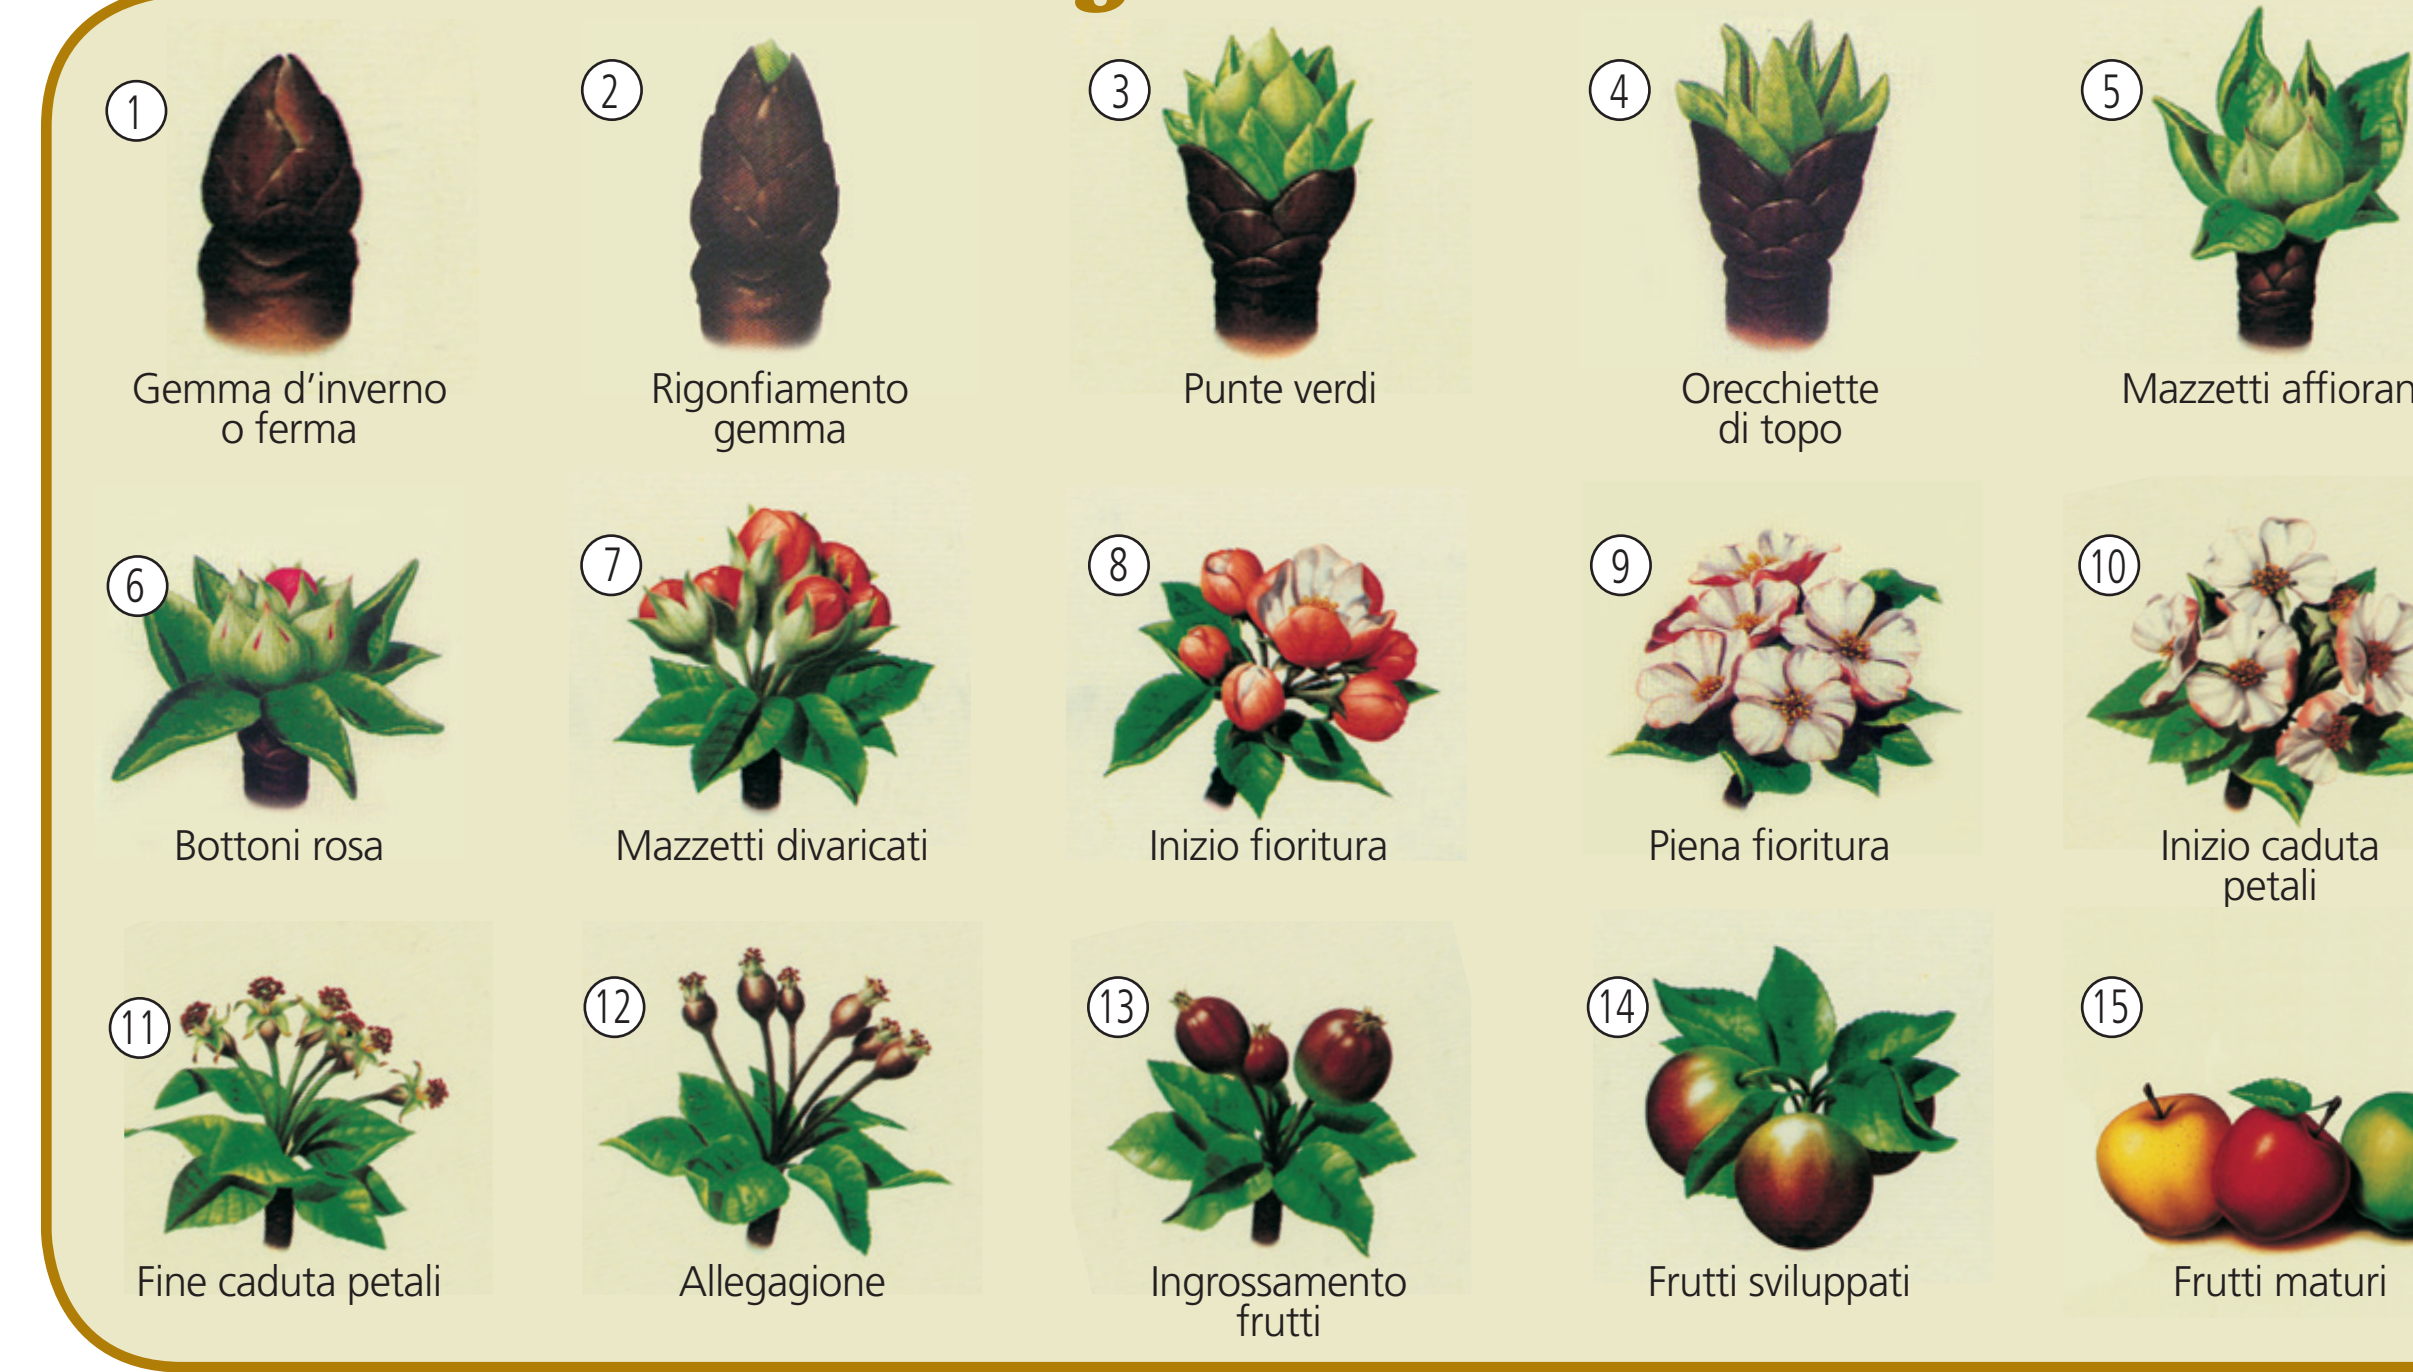 1
2
3
4
5
Gemma d’inverno
o ferma
Rigonfiamento
gemma
Punte verdi
Orecchiette
di topo
Mazzetti
6
7
8
9
10
Bottoni rosa
Mazzetti divaricati
Inizio fioritura
Piena fioritura
Inizio caduta
petali
11
12
13
14
15
Fine caduta petali
Allegagione
Ingrossamento
frutti
Frutti sviluppati
Frutti maturi